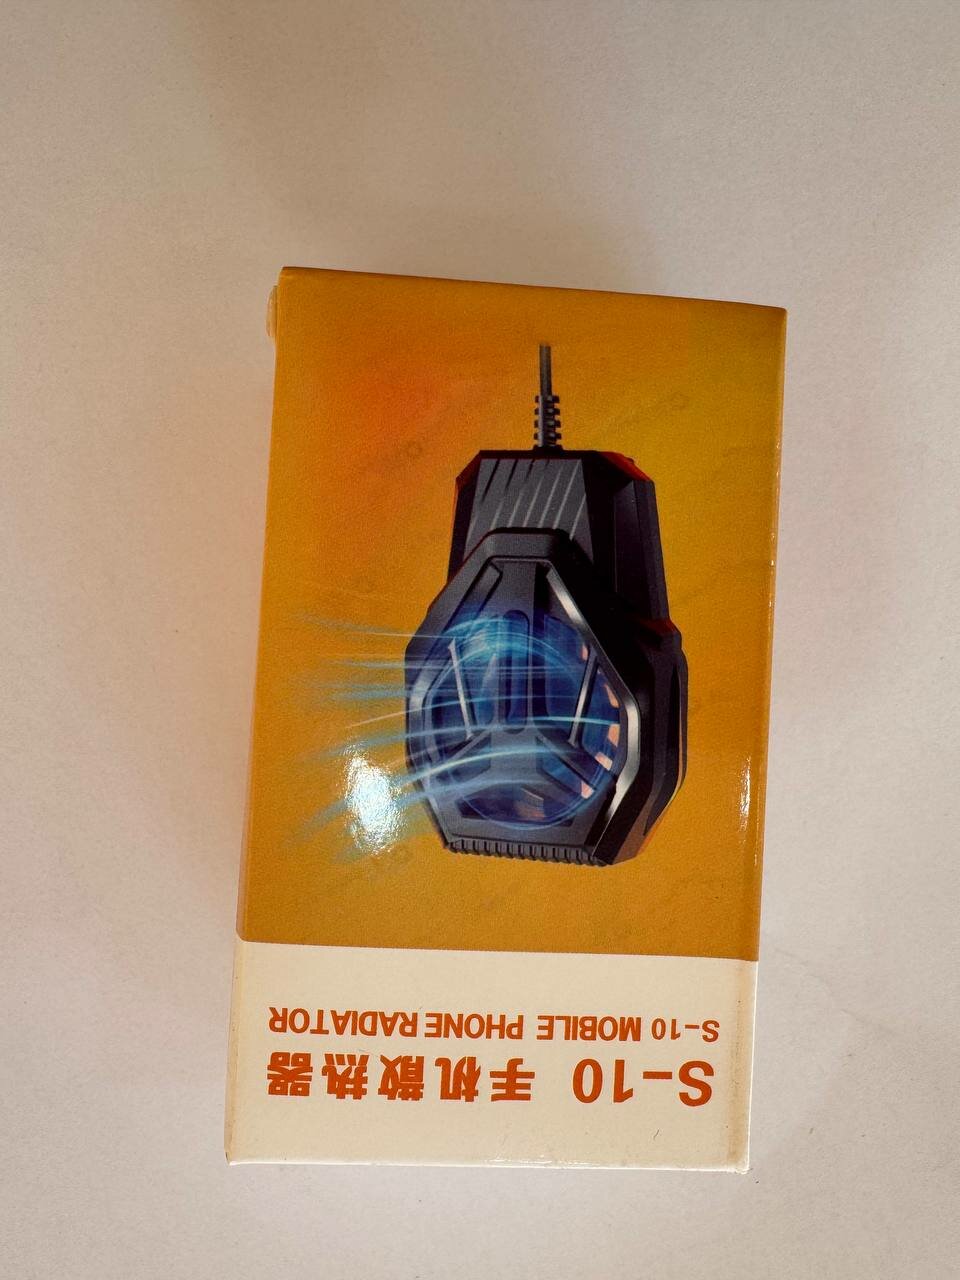 S-10 手机散热器
S-10 MOBILE PHONE RADIATOR